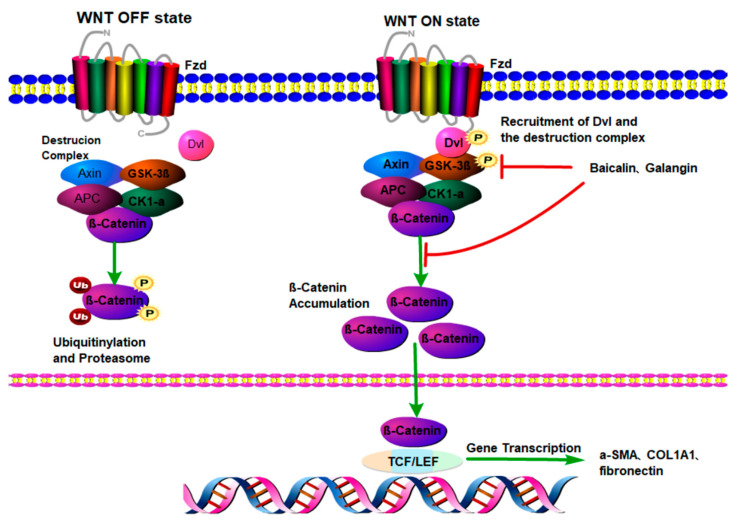 WNT OFF state
N
Fzd
C
Dvl
Destrucion
Complex
Axin
GSK-3ß
APC
CK1-a
ß-Catenin
Ub
Ub
ß-Catenin
P
P
Ubiquitinylation
and Proteasome
WNT ON state
N
Fzd
Dvl
P
Recruitment of Dvl and
the destruction complex
Axin
GSK-3ß
P
APC
CK1-a
ß-Catenin
Baicalin、Galangin
ß-Catenin
Accumulation
ß-Catenin
ß-Catenin
ß-Catenin
ß-Catenin
TCF/LEF
Gene Transcription
a-SMA、COL1A1、
fibronectin